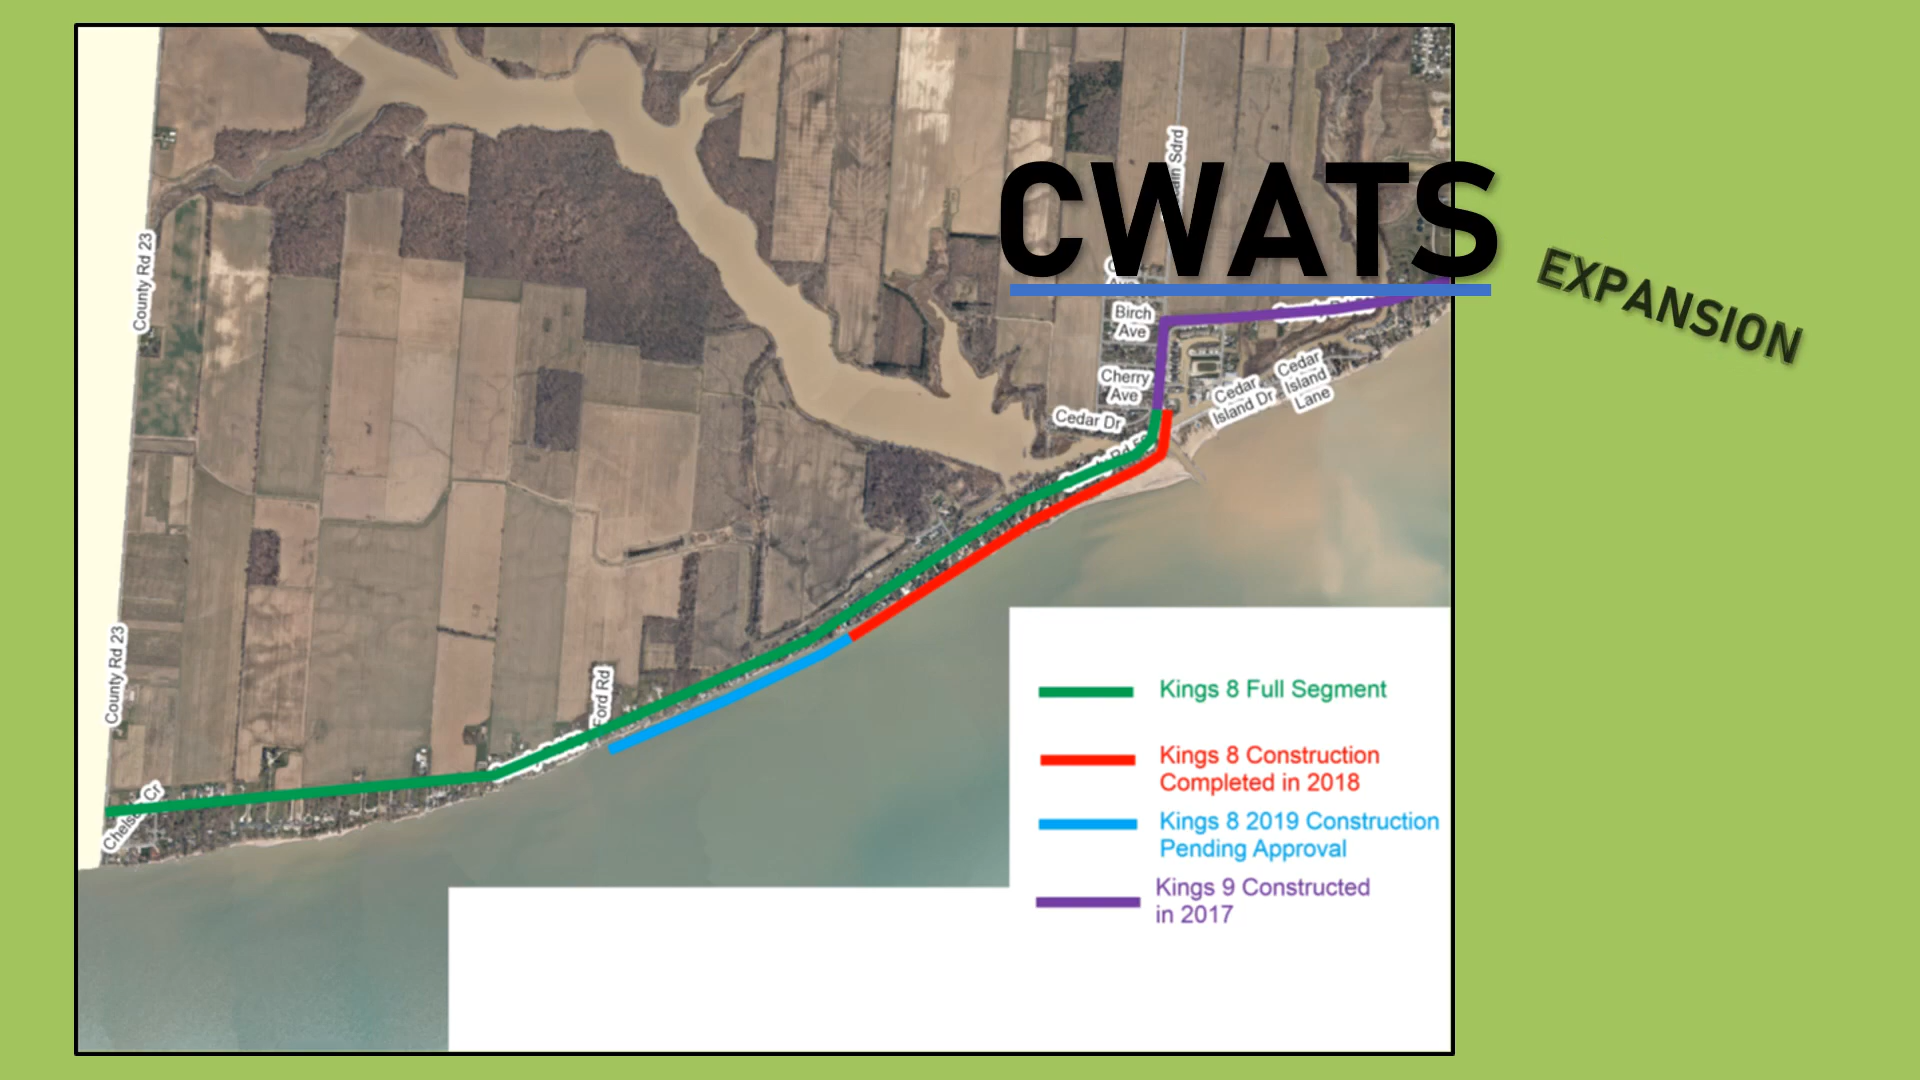 CWATS
EXPANSION
County Rd 23
Birch
Ave
Cherry
Ave
Cedar Dr
Cedar
Island Dr
Cedar
Island
Lane
County Rd 23
Ford Rd
Kings 8 Full Segment
Kings 8 Construction
Completed in 2018
Kings 8 2019 Construction
Pending Approval
Kings 9 Constructed
in 2017